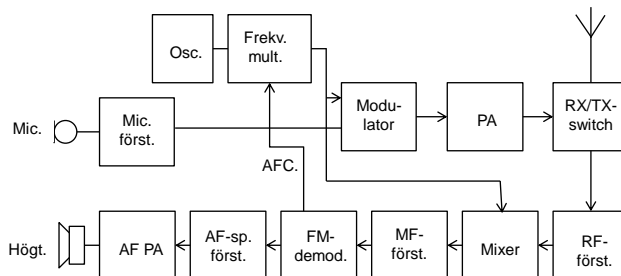 Osc.
Frekv.
mult.
Mic.
Mic.
först.
Modu-
lator
PA
RX/TX-
switch
AFC.
Högt.
AF PA
AF-sp.
först.
FM-
demod.
MF-
först.
Mixer
RF-
först.